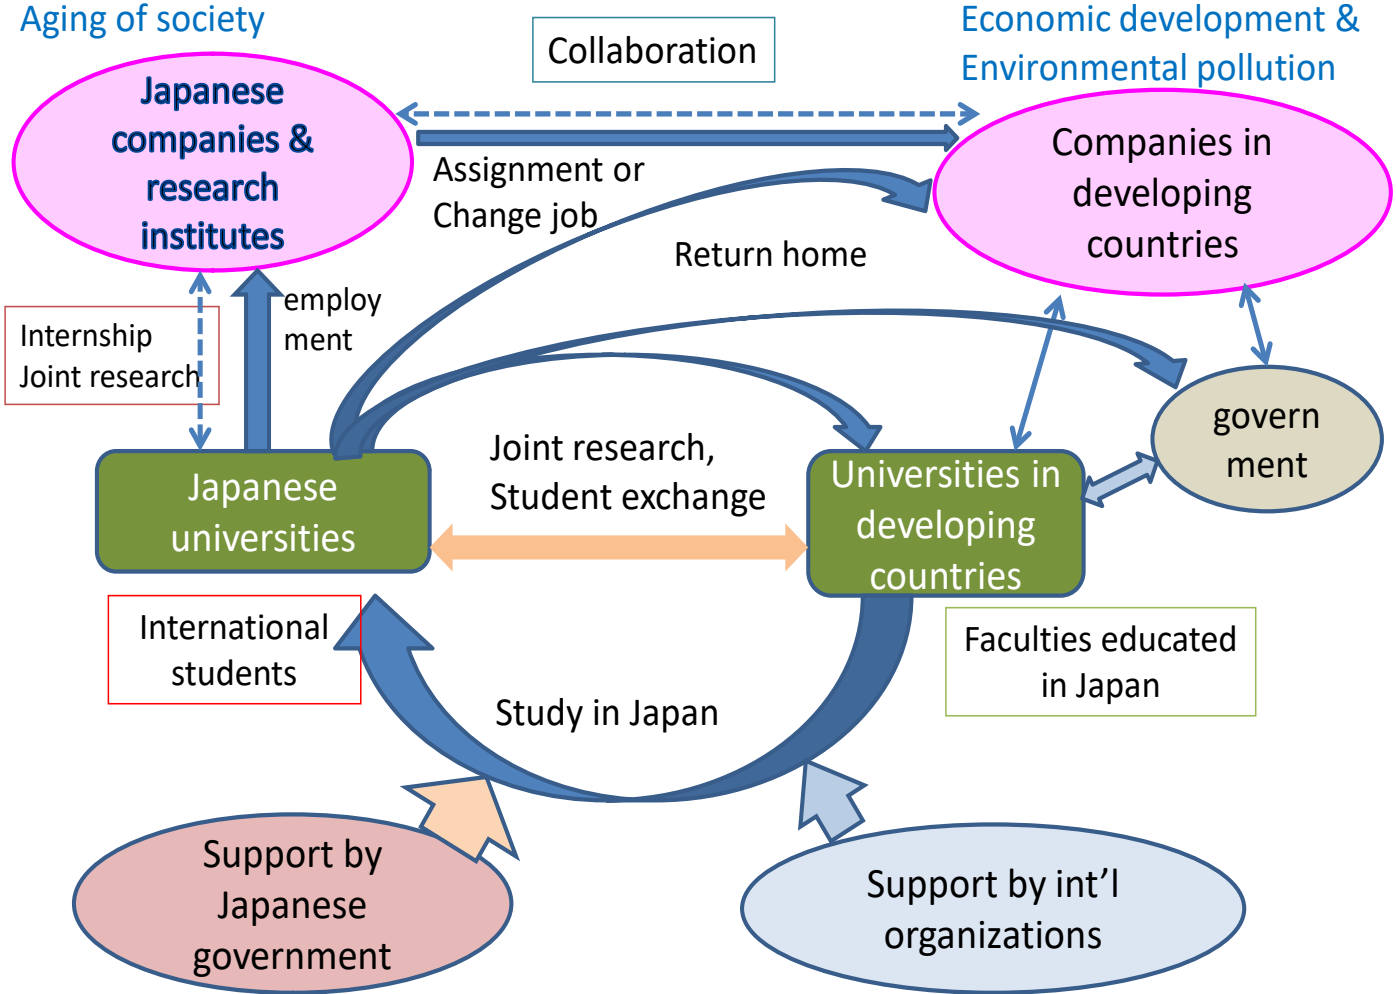 Aging of society
Economic development &
Environmental pollution
Collaboration
Japanese
companies &
research
institutes
Companies in
developing
countries
Assignment or
Change job
Return home
employ
ment
Internship
Joint research
govern
ment
Joint research,
Student exchange
Japanese
universities
Universities in
developing
countries
International
students
Faculties educated
in Japan
Study in Japan
Support by
Japanese
government
Support by int’l
organizations